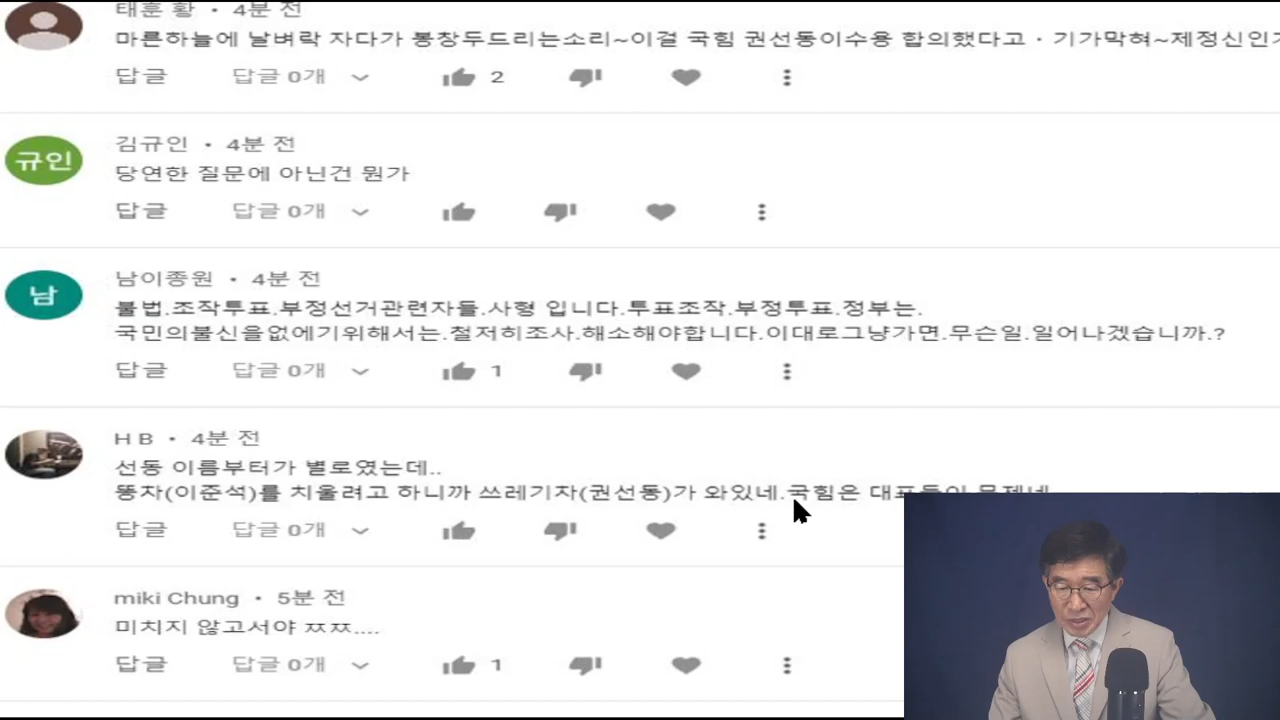 태훈 황 · 4분 전
마른하늘에 날벼락 자다가 봉창두드리는소리~이걸 국힘 권선동이수용 합의했다고 · 기가막혀~제정신인가
답글 답글 0개 2
규인
김규인 · 4분 전
당연한 질문에 아닌건 뭔가
답글 답글 0개
남
남이종원 · 4분 전
불법.조작투표.부정선거관련자들.사형 입니다.투표조작.부정투표.정부는.
국민의불신을없에기위해서는.철저히조사.해소해야합니다.이대로그냥가면.무슨일.일어나겠습니까.?
답글 답글 0개 1
H B · 4분 전
선동 이름부터가 별로였는데..
똥자(이준석)를 치울려고 하니까 쓰레기자(권선동)가 와있네.국힘은
답글 답글 0개
miki Chung · 5분 전
미치지 않고서야 ㅉㅉ....
답글 답글 0개 1